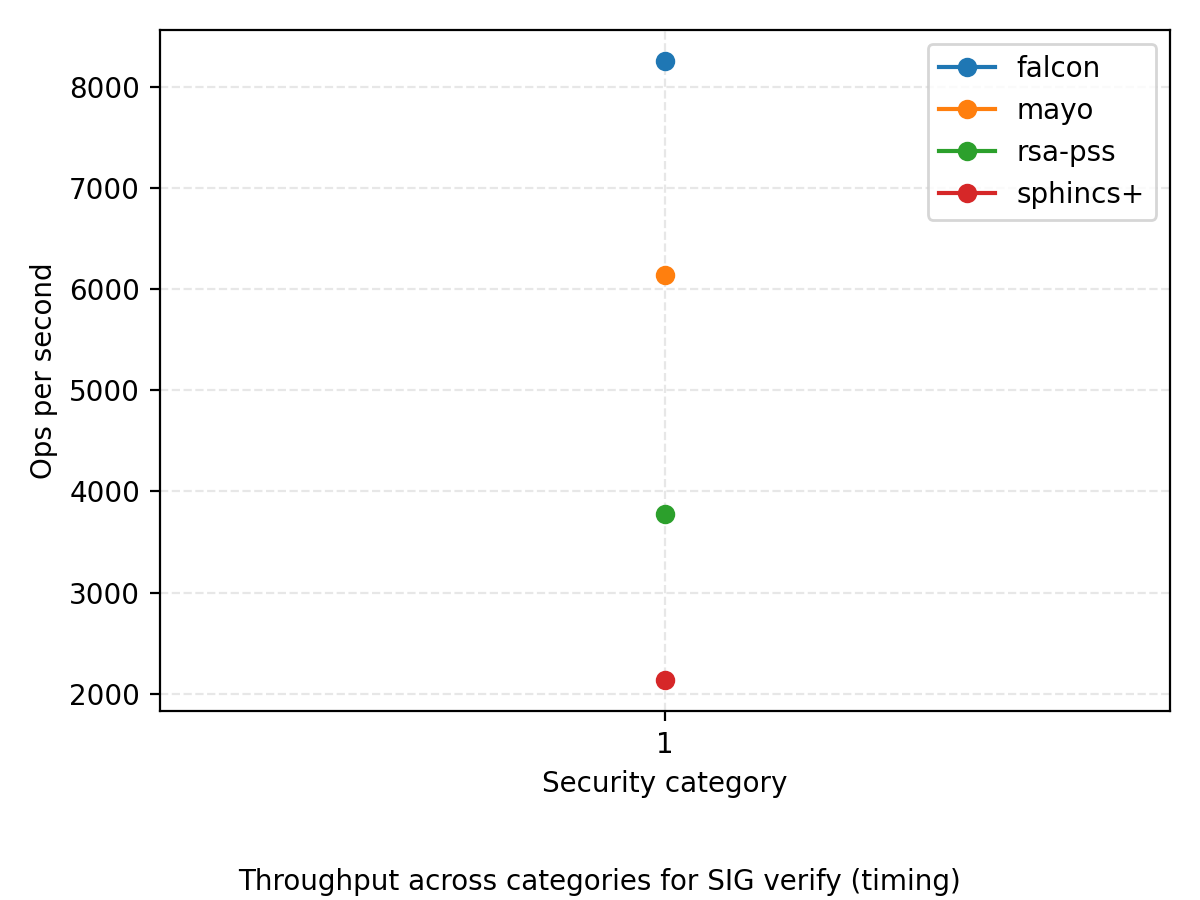 8000
7000
6000
5000
4000
3000
2000
Ops per second
falcon
mayo
rsa-pss
sphincs+
1
Security category
Throughput across categories for SIG verify (timing)